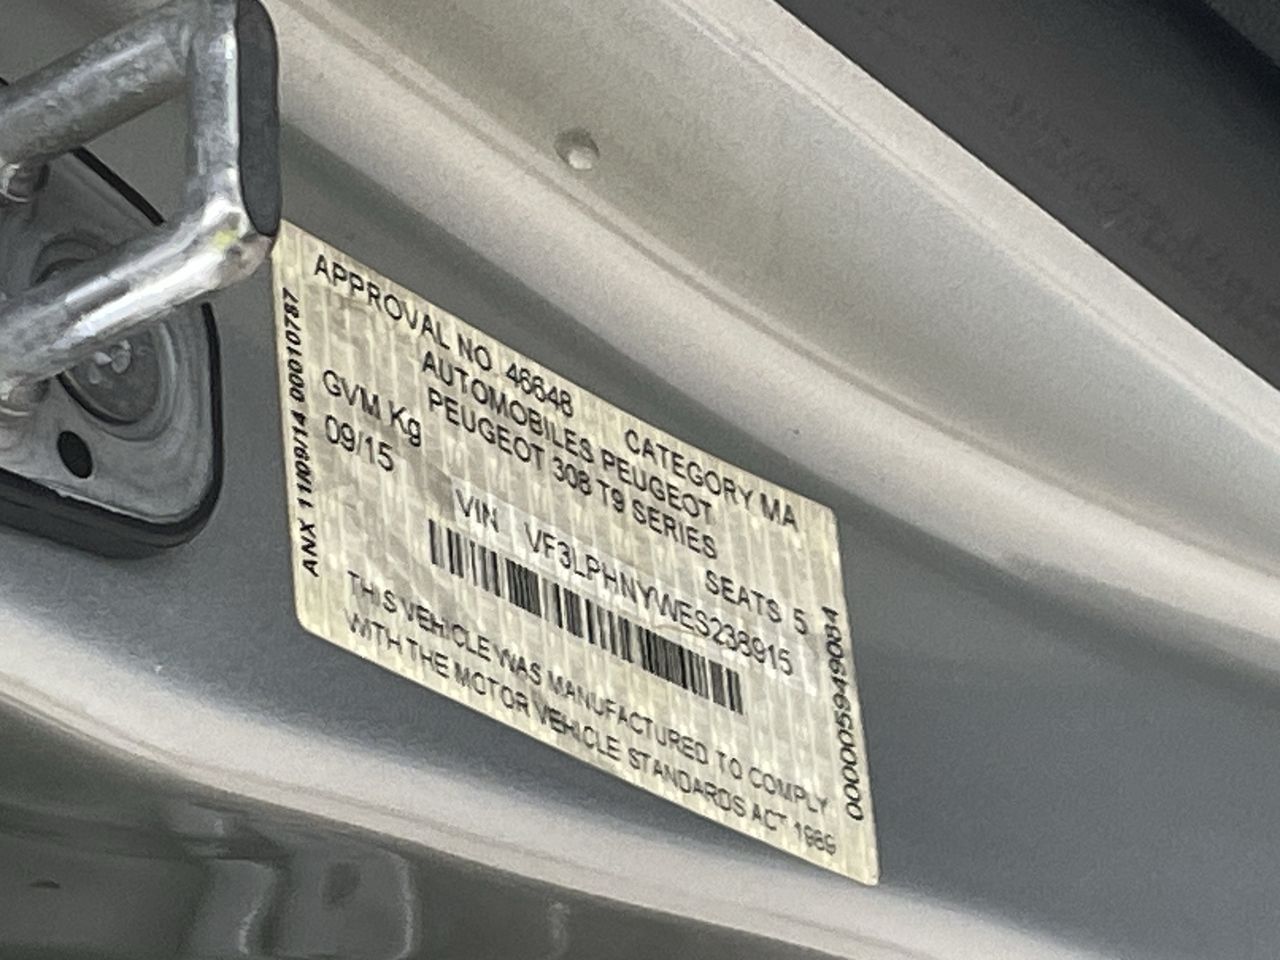 APPROVAL NO. 46648 CATEGORY MA
AUTOMOBILES PEUGEOT
PEUGEOT 308 T9 SERIES
GVM Kg SEATS 5
09/15
VIN VF3LPHNYWES238915
THIS VEHICLE WAS MANUFACTURED TO COMPLY
WITH THE MOTOR VEHICLE STANDARDS ACT 1989
ANX 11/09/14 00010787
0000005949084